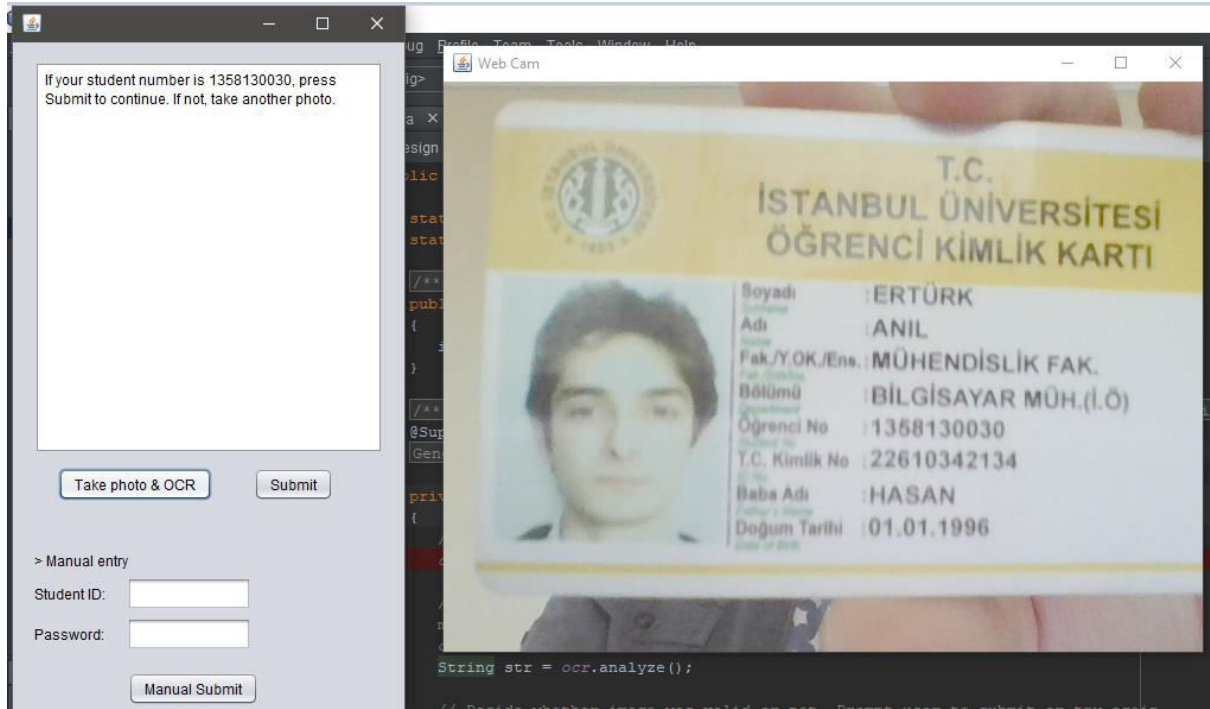 If your student number is 1358130030, press
Submit to continue. If not, take another photo.
Take photo & OCR
Submit
> Manual entry
Student ID:
Password:
Manual Submit
Team Tools Window Help
Web Cam
T.C.
İSTANBUL ÜNİVERSİTESİ
ÖĞRENCİ KİMLİK KARTI
Soyadı :ERTÜRK
Adı :ANIL
Fak./Y.OK./Ens. :MÜHENDİSLİK FAK.
Bölümü :BİLGİSAYAR MÜH.(İ.Ö)
Öğrenci No :1358130030
T.C. Kimlik No :22610342134
Baba Adı :HASAN
Doğum Tarihi :01.01.1996
String str = ocr.analyze();